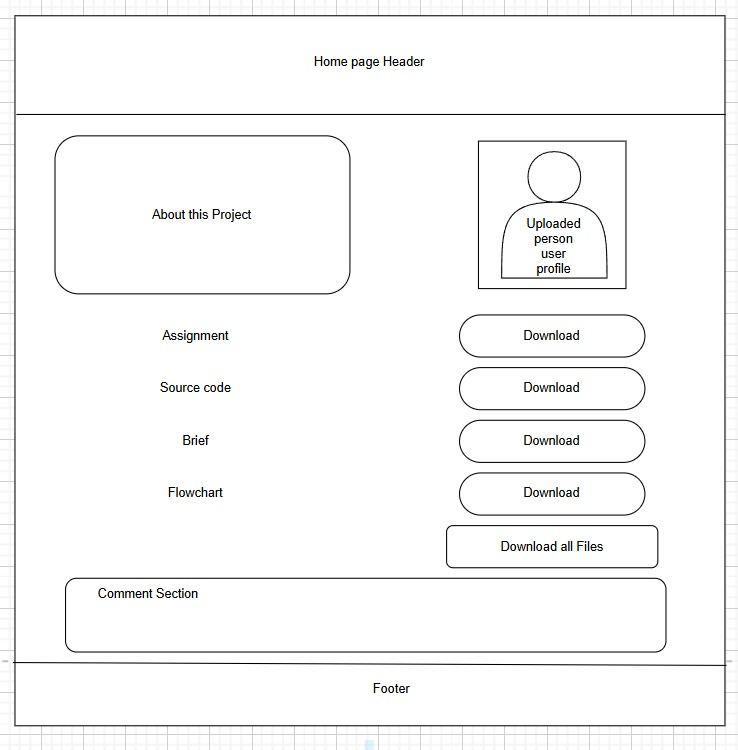 Home page Header
About this Project
Uploaded
person
user
profile
Assignment
Download
Source code
Download
Brief
Download
Flowchart
Download
Download all Files
Comment Section
Footer